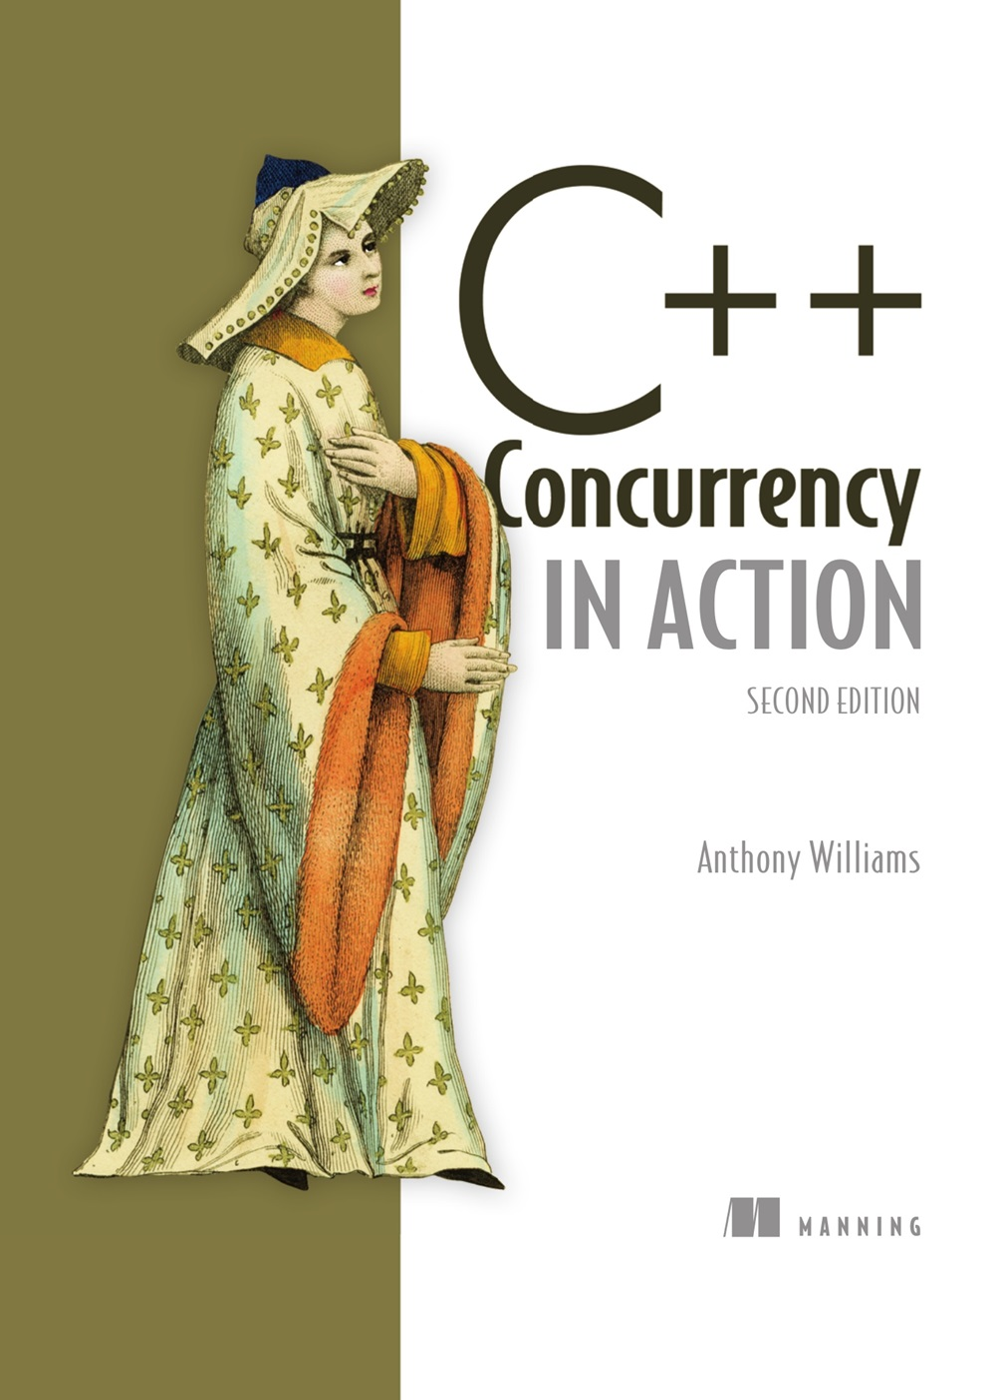 C++
Concurrency
IN ACTION
SECOND EDITION
Anthony Williams
MANNING